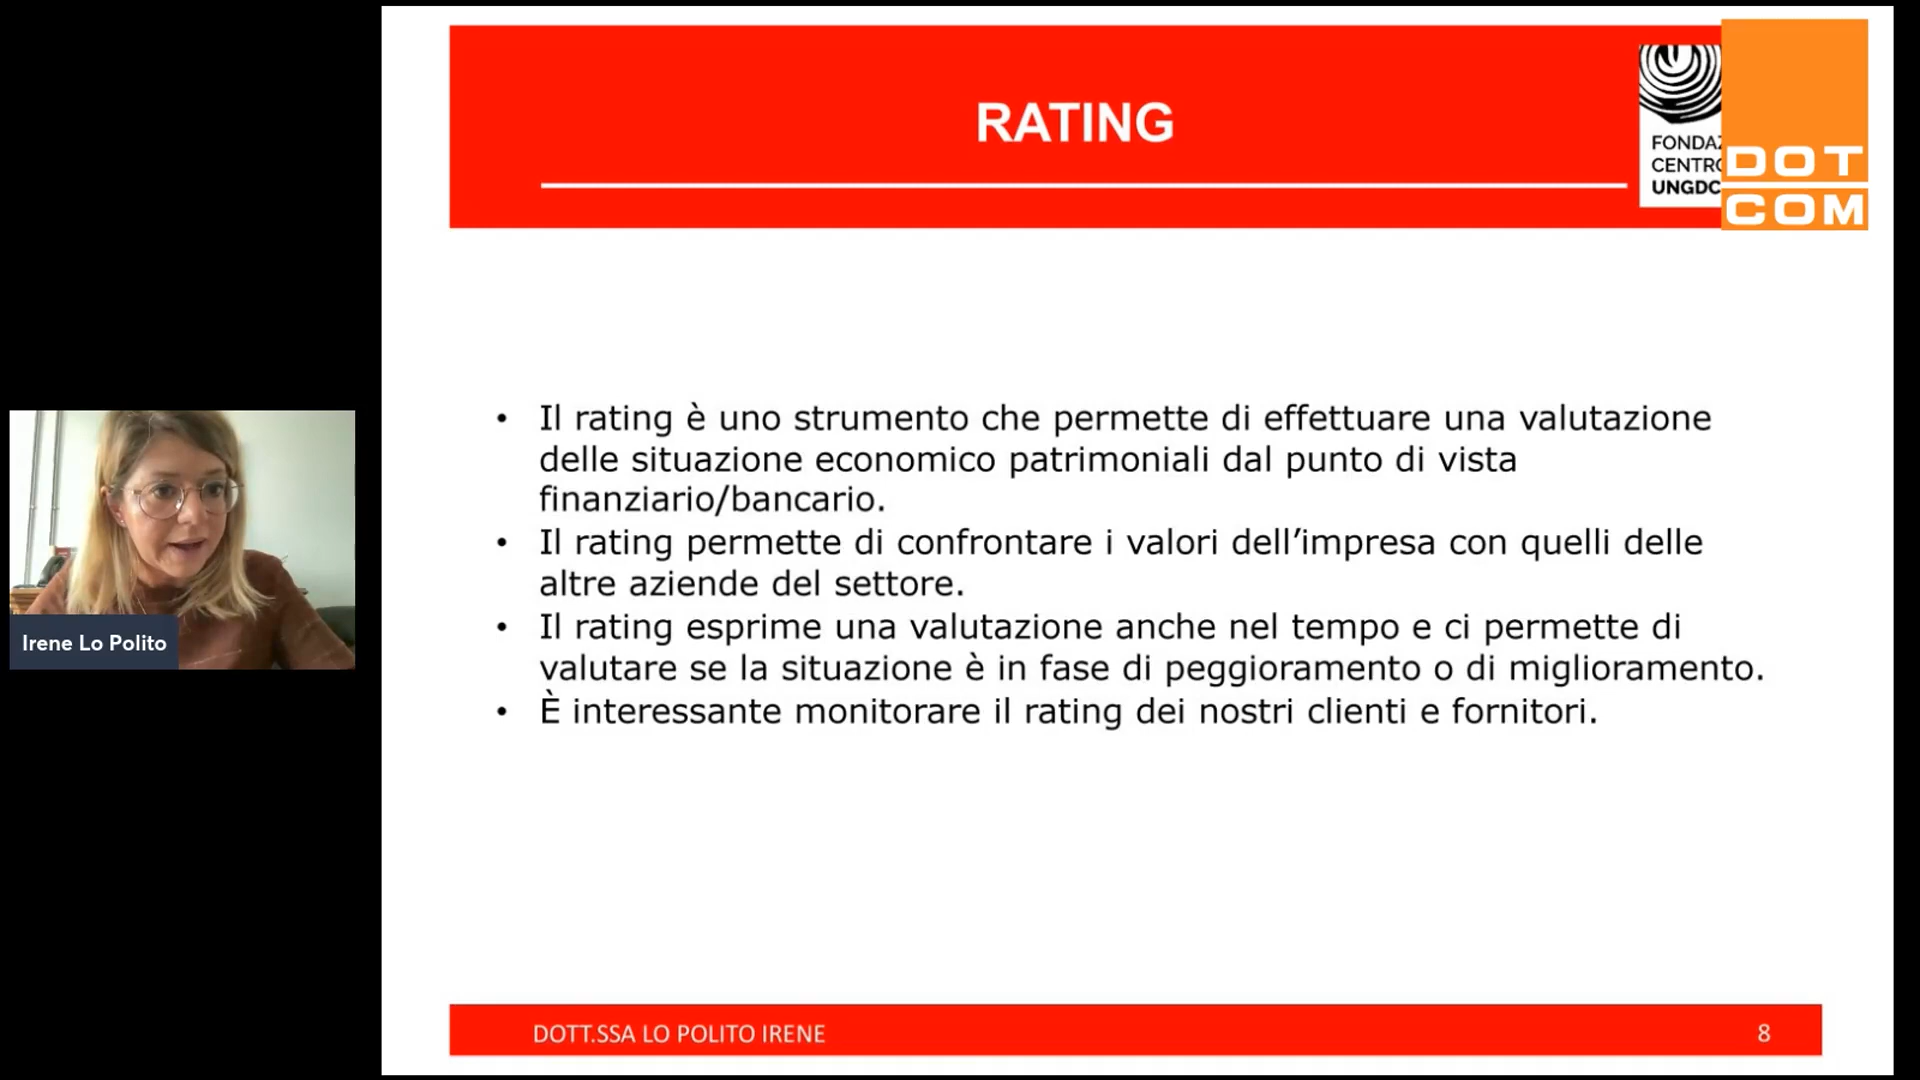 RATING
FONDAZ
CENTRO
UNGDC
DOT
COM
• Il rating è uno strumento che permette di effettuare una valutazione
delle situazione economico patrimoniali dal punto di vista
finanziario/bancario.
• Il rating permette di confrontare i valori dell’impresa con quelli delle
altre aziende del settore.
• Il rating esprime una valutazione anche nel tempo e ci permette di
valutare se la situazione è in fase di peggioramento o di miglioramento.
• È interessante monitorare il rating dei nostri clienti e fornitori.
Irene Lo Polito
DOTT.SSA LO POLITO IRENE
8